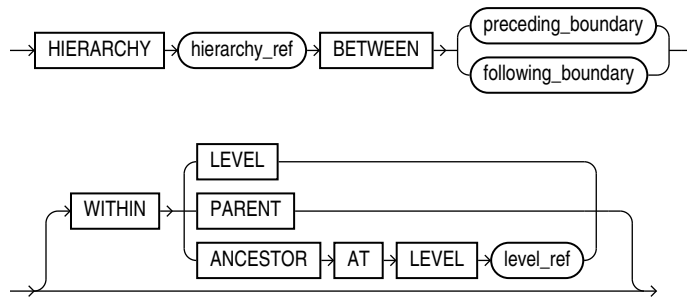 HIERARCHY hierarchy_ref BETWEEN preceding_boundary
following_boundary
LEVEL
WITHIN PARENT
ANCESTOR AT LEVEL level_ref